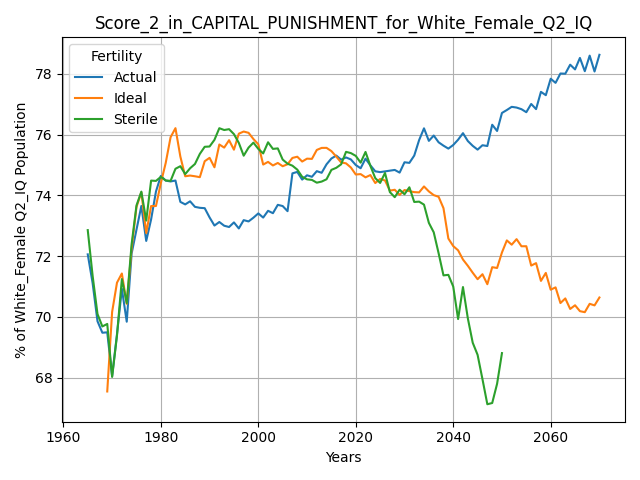 Score_2_in_CAPITAL_PUNISHMENT_for_White_Female_Q2_IQ
Fertility
Actual
Ideal
Sterile
% of White_Female Q2_IQ Population
78
76
74
72
70
68
1960
1980
2000
2020
2040
2060
Years